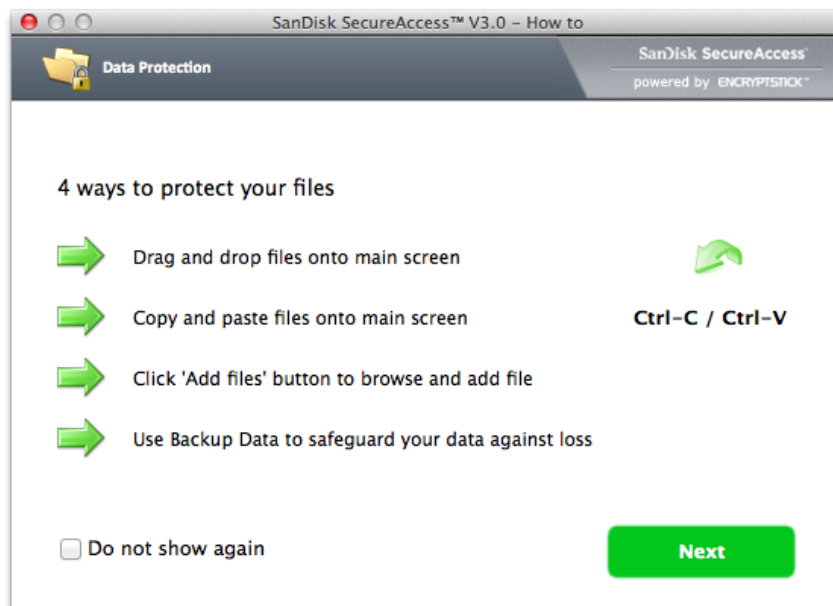 SanDisk SecureAccess™ V3.0 – How to
Data Protection
SanDisk SecureAccess™
powered by ENCRYPTSTICK™
4 ways to protect your files
Drag and drop files onto main screen
Copy and paste files onto main screen
Ctrl-C / Ctrl-V
Click 'Add files' button to browse and add file
Use Backup Data to safeguard your data against loss
Do not show again
Next